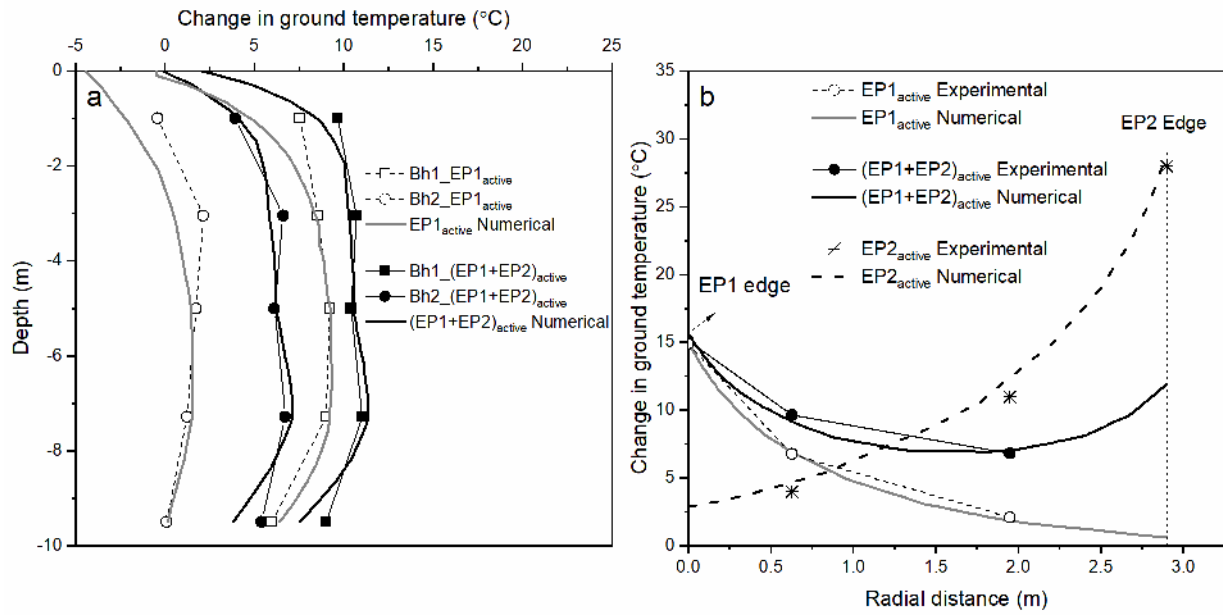 Change in ground temperature (°C)
-5 0 5 10 15 25
0
-2
-4
-6
-8
-10
Depth (m)
a
Bh1_EP1active
Bh2_EP1active
EP1active Numerical
Bh1_(EP1+EP2)active
Bh2_(EP1+EP2)active
(EP1+EP2)active Numerical
35
30
25
20
15
10
5
0
Change in ground temperature (°C)
b
EP1active Experimental
EP1active Numerical
EP2 Edge
(EP1+EP2)active Experimental
(EP1+EP2)active Numerical
EP2active Experimental
EP2active Numerical
EP1 edge
0.0 0.5 1.0 1.5 2.0 2.5 3.0
Radial distance (m)